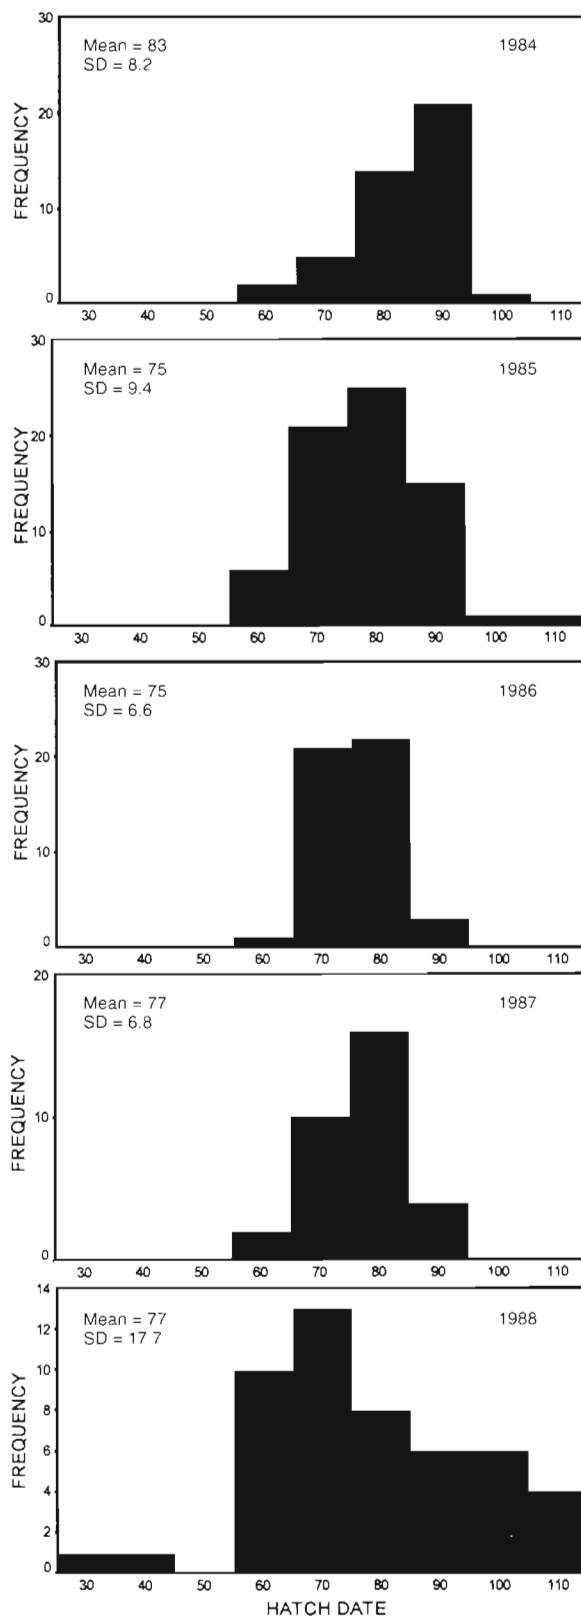 30
Mean = 83
1984
SD = 8.2
FREQUENCY
20
10
0
30 40 50 60 70 80 90 100 110
30
Mean = 75
1985
SD = 9.4
FREQUENCY
20
10
0
30 40 50 60 70 80 90 100 110
30
Mean = 75
1986
SD = 6.6
FREQUENCY
20
10
0
30 40 50 60 70 80 90 100 110
20
Mean = 77
1987
SD = 6.8
FREQUENCY
10
0
30 40 50 60 70 80 90 100 110
14
Mean = 77
1988
SD = 17 7
FREQUENCY
12
10
8
6
4
2
0
30 40 50 60 70 80 90 100 110
HATCH DATE